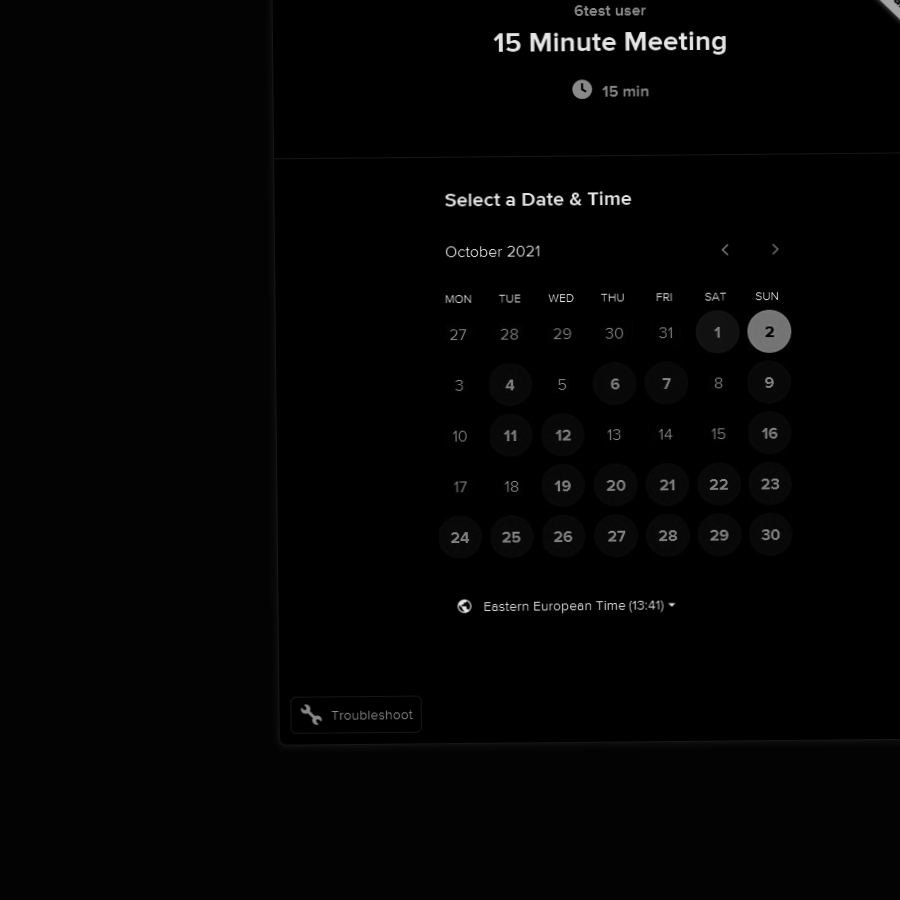 6test user
15 Minute Meeting
15 min
Select a Date & Time
October 2021
MON TUE WED THU FRI SAT SUN
27 28 29 30 31 1 2
3 4 5 6 7 8 9
10 11 12 13 14 15 16
17 18 19 20 21 22 23
24 25 26 27 28 29 30
Eastern European Time (13:41)
Troubleshoot